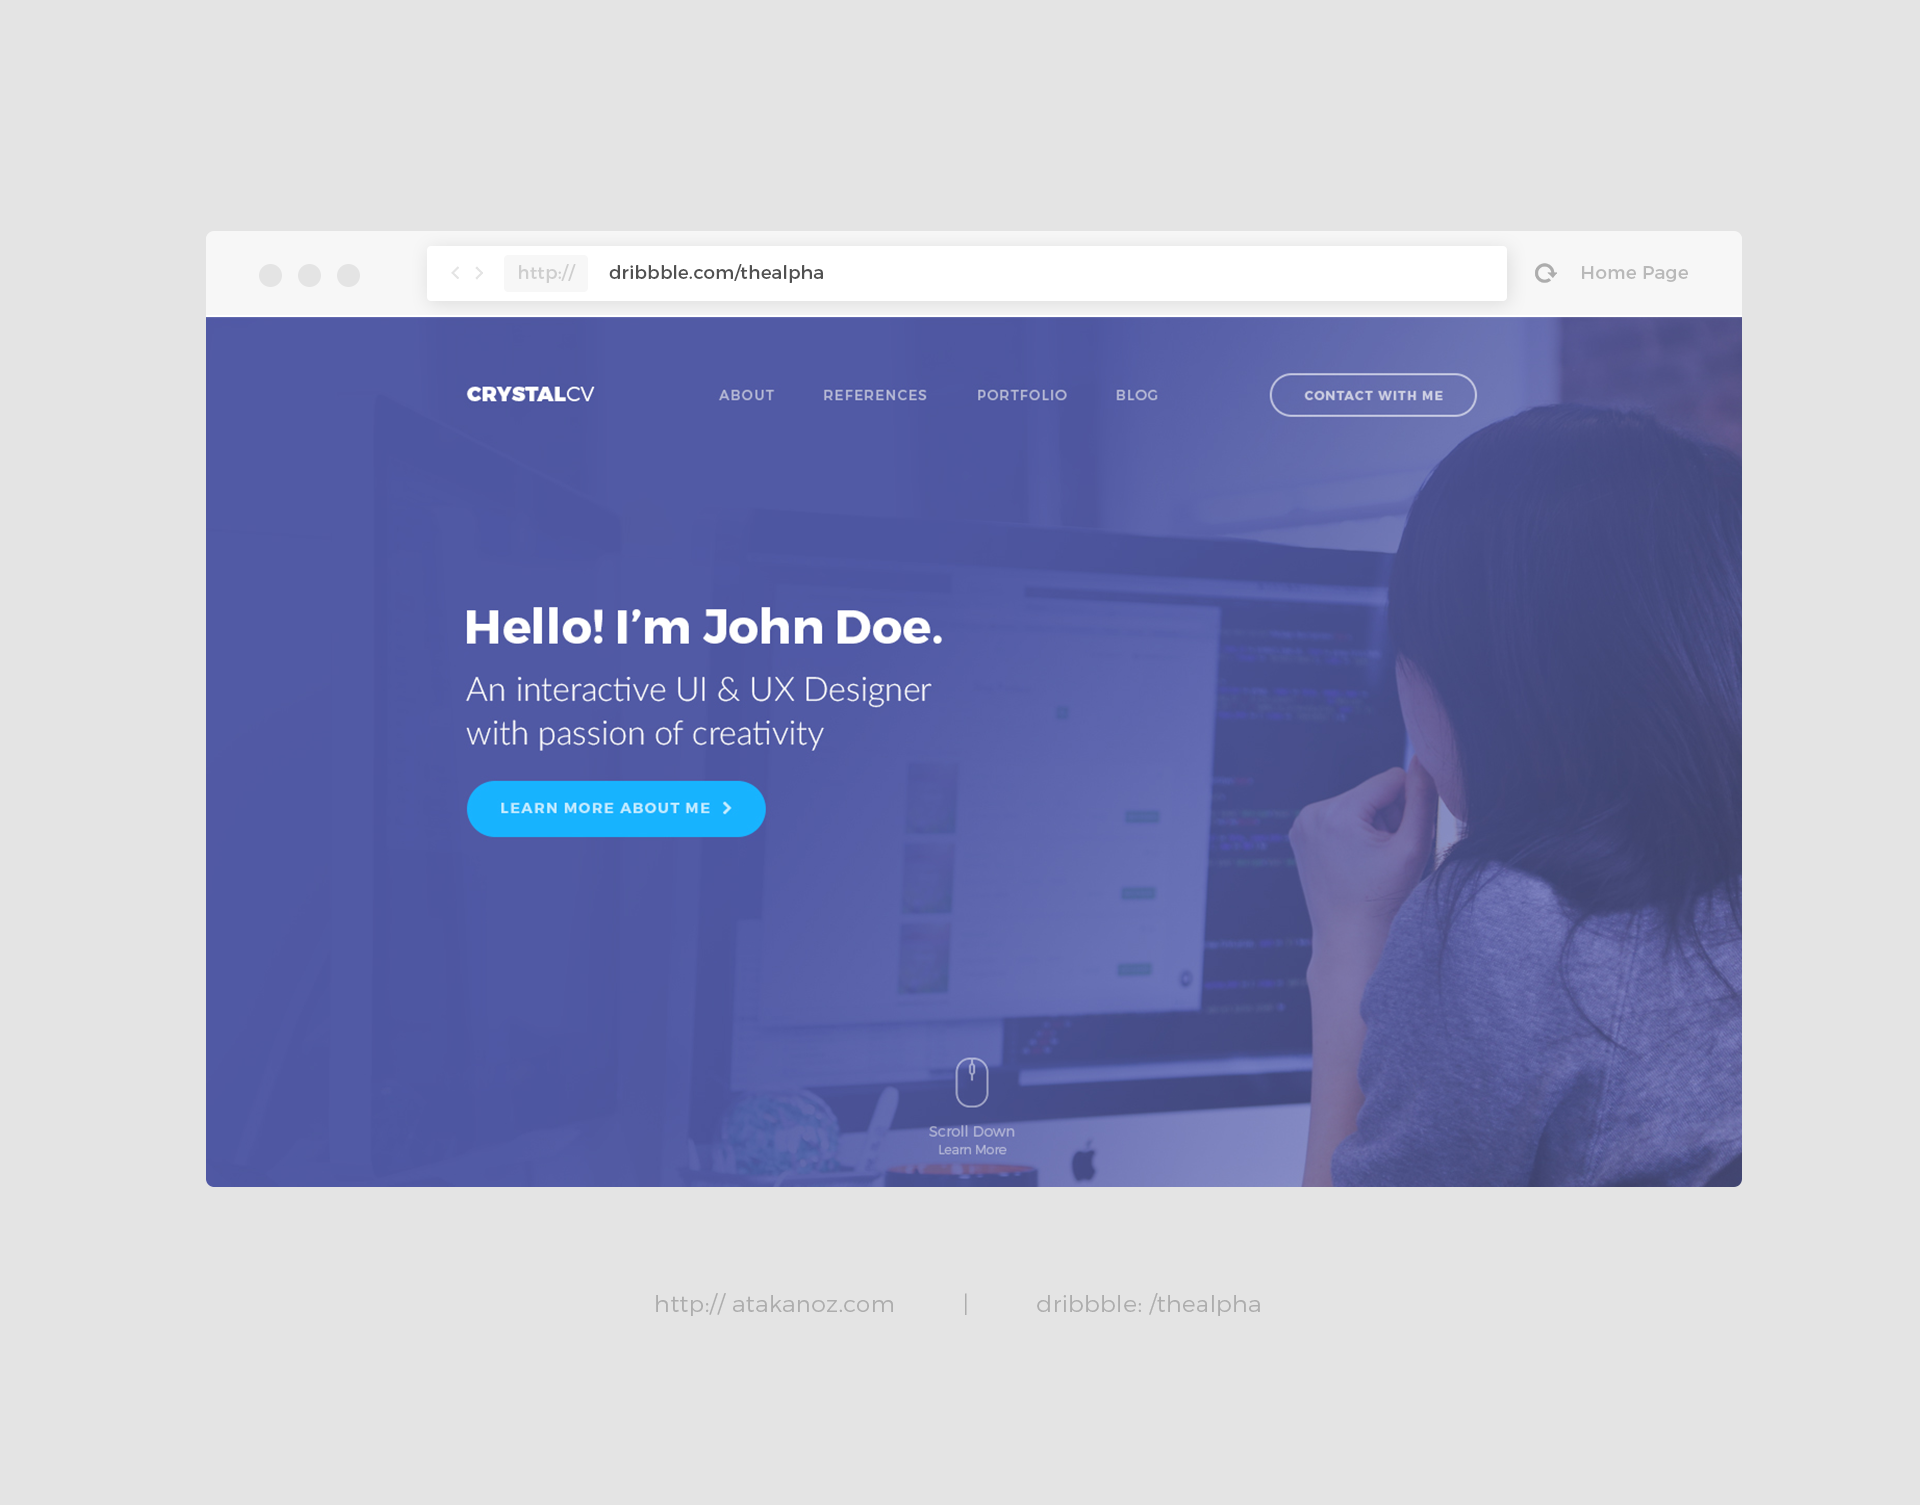 http:// dribbble.com/thealpha Home Page
CRYSTALCV ABOUT REFERENCES PORTFOLIO BLOG CONTACT WITH ME
Hello! I’m John Doe.
An interactive UI & UX Designer
with passion of creativity
LEARN MORE ABOUT ME
Scroll Down
Learn More
http:// atakanoz.com | dribbble: /thealpha